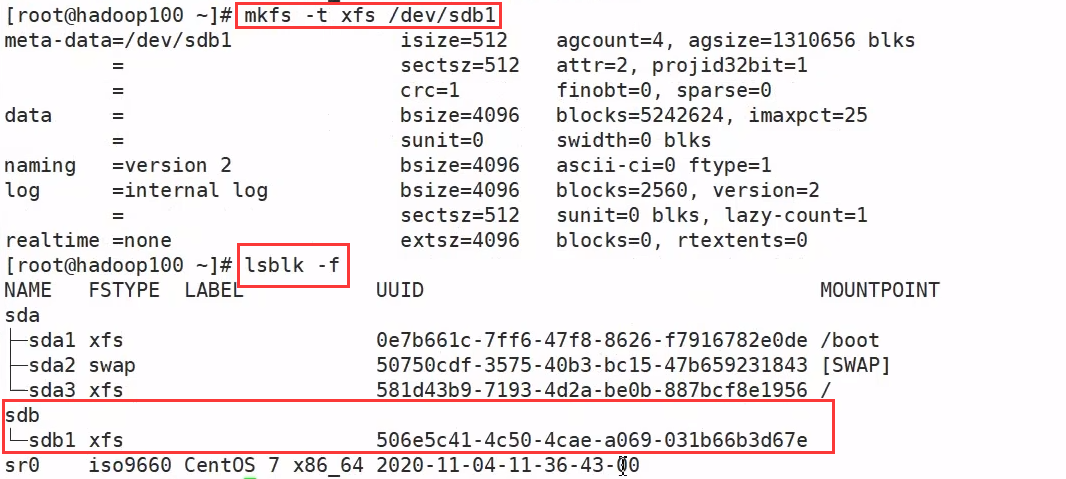 [root@hadoop100 ~]# mkfs -t xfs /dev/sdb1
meta-data=/dev/sdb1              isize=512    agcount=4, agsize=1310656 blks
         =                       sectsz=512   attr=2, projid32bit=1
         =                       crc=1        finobt=0, sparse=0
data     =                       bsize=4096   blocks=5242624, imaxpct=25
         =                       sunit=0      swidth=0 blks
naming   =version 2              bsize=4096   ascii-ci=0 ftype=1
log      =internal log           bsize=4096   blocks=2560, version=2
         =                       sectsz=512   sunit=0 blks, lazy-count=1
realtime =none                   extsz=4096   blocks=0, rtextents=0
[root@hadoop100 ~]# lsblk -f
NAME   FSTYPE  LABEL           UUID                                 MOUNTPOINT
sda
├─sda1 xfs                     0e7b661c-7ff6-47f8-8626-f7916782e0de /boot
├─sda2 swap                    50750cdf-3575-40b3-bc15-47b659231843 [SWAP]
└─sda3 xfs                     581d43b9-7193-4d2a-be0b-887bcf8e1956 /
sdb
└─sdb1 xfs                     506e5c41-4c50-4cae-a069-031b66b3d67e
sr0    iso9660 CentOS 7 x86_64 2020-11-04-11-36-43-00